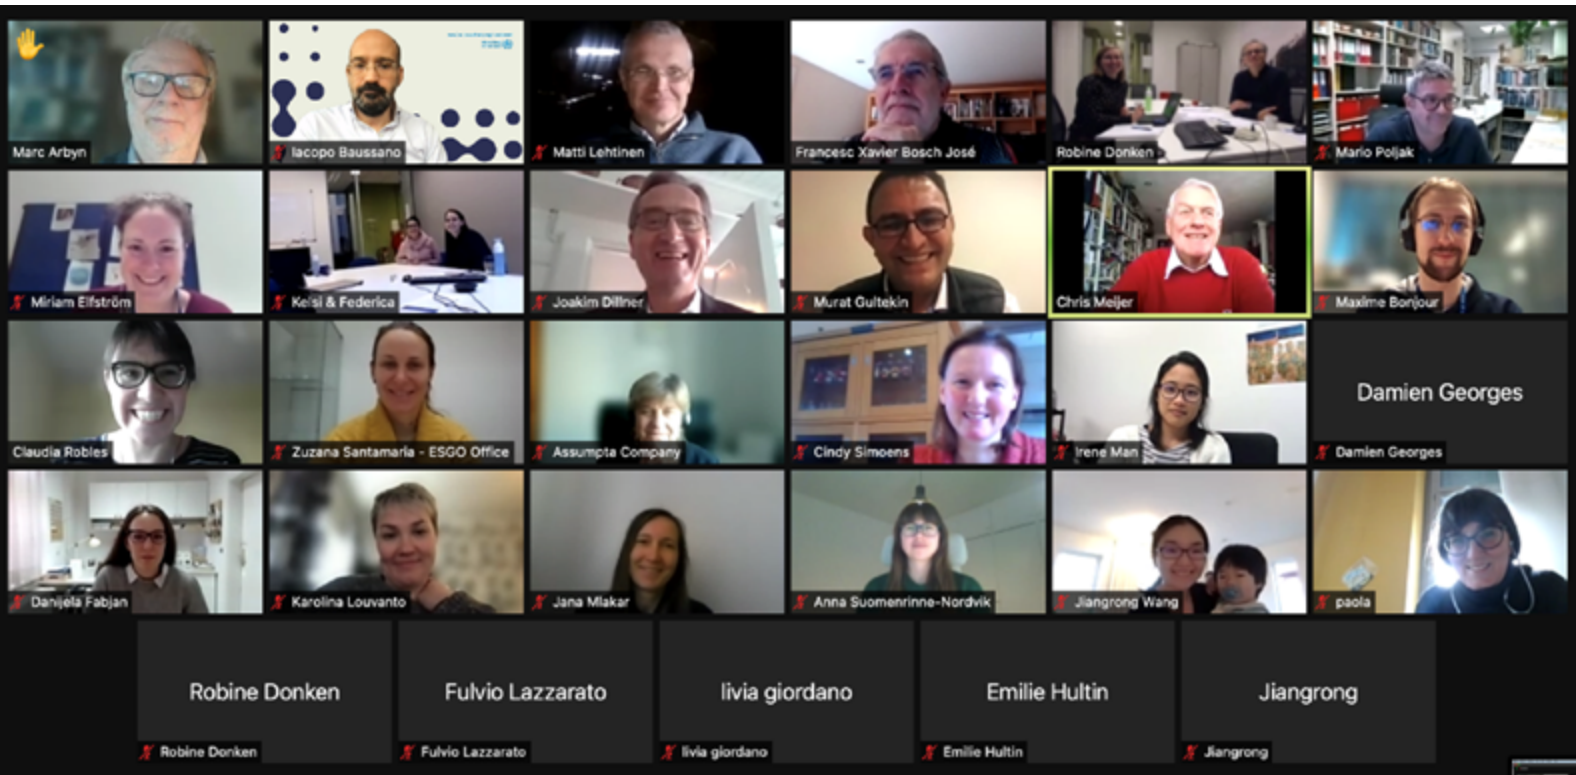 Marc Arbyn
Iacopo Baussano
Matti Lehtinen
Francesc Xavier Bosch José
Robine Donken
Mario Poljak
Miriam Elfström
Kelsi & Federica
Joakim Dillner
Murat Gultekin
Chris Meijer
Maxime Bonjour
Claudia Robles
Zuzana Santamaria - ESGO Office
Assumpta Company
Cindy Simoens
Irene Man
Damien Georges
Damien Georges
Danijela Fabjan
Karolina Louvanto
Jana Mlakar
Anna Suomenrinne-Nordvik
Jiangrong Wang
paola
Robine Donken
Robine Donken
Fulvio Lazzarato
Fulvio Lazzarato
livia giordano
livia giordano
Emilie Hultin
Emilie Hultin
Jiangrong
Jiangrong